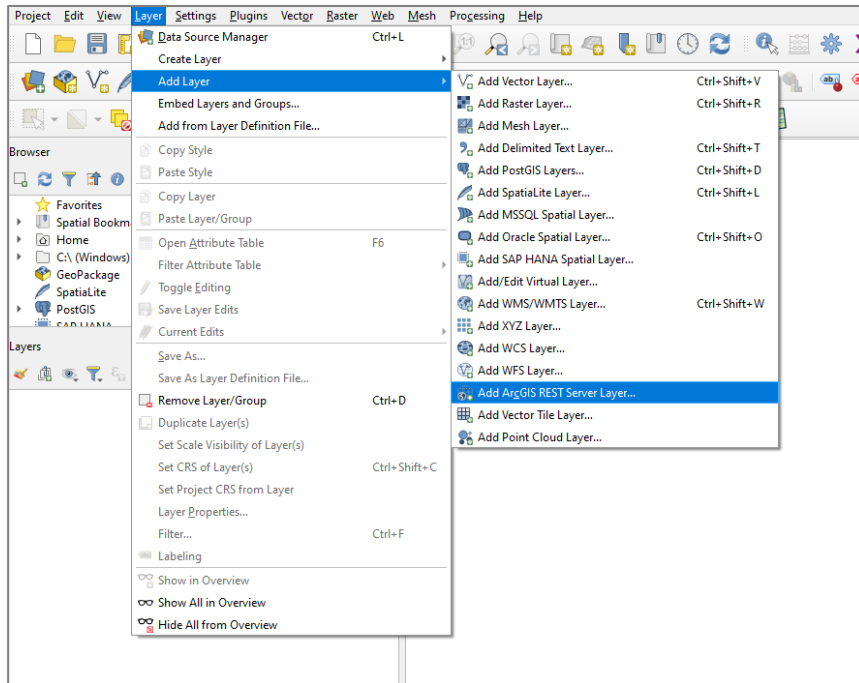 Project Edit View Layer Settings Plugins Vector Raster Web Mesh Processing Help
Data Source Manager Ctrl+L
Create Layer
Add Layer
Embed Layers and Groups...
Add from Layer Definition File...
Copy Style
Paste Style
Copy Layer
Paste Layer/Group
Open Attribute Table F6
Filter Attribute Table
Toggle Editing
Save Layer Edits
Current Edits
Save As...
Save As Layer Definition File...
Remove Layer/Group Ctrl+D
Duplicate Layer(s)
Set Scale Visibility of Layer(s)
Set CRS of Layer(s) Ctrl+Shift+C
Set Project CRS from Layer
Layer Properties...
Filter... Ctrl+F
Labeling
Show in Overview
Show All in Overview
Hide All from Overview
Add Vector Layer... Ctrl+Shift+V
Add Raster Layer... Ctrl+Shift+R
Add Mesh Layer...
Add Delimited Text Layer... Ctrl+Shift+T
Add PostGIS Layers... Ctrl+Shift+D
Add SpatiaLite Layer... Ctrl+Shift+L
Add MSSQL Spatial Layer...
Add Oracle Spatial Layer... Ctrl+Shift+O
Add SAP HANA Spatial Layer...
Add/Edit Virtual Layer...
Add WMS/WMTS Layer... Ctrl+Shift+W
Add XYZ Layer...
Add WCS Layer...
Add WFS Layer...
Add ArcGIS REST Server Layer...
Add Vector Tile Layer...
Add Point Cloud Layer...
1:1
ab
Browser
Favorites
Spatial Bookm
Home
C:\ (Windows)
GeoPackage
SpatiaLite
PostGIS
SAP HANA
Layers